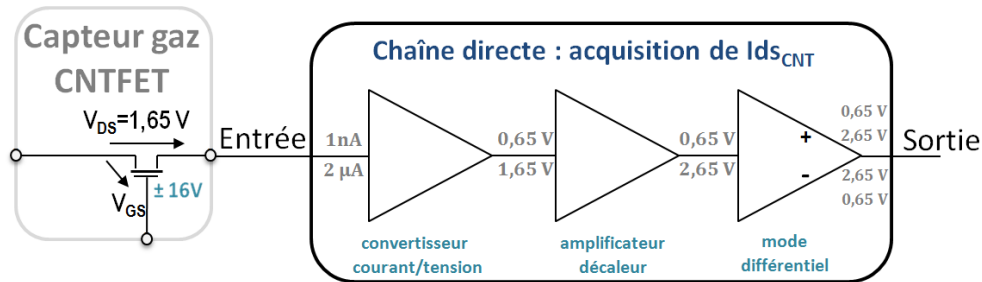 Capteur gaz
CNTFET
V_DS=1,65 V
V_GS
± 16V
Entrée
Chaîne directe : acquisition de Ids_CNT
1nA
2 μA
convertisseur
courant/tension
0,65 V
1,65 V
amplificateur
décaleur
0,65 V
2,65 V
+
-
mode
différentiel
0,65 V
2,65 V
2,65 V
0,65 V
Sortie